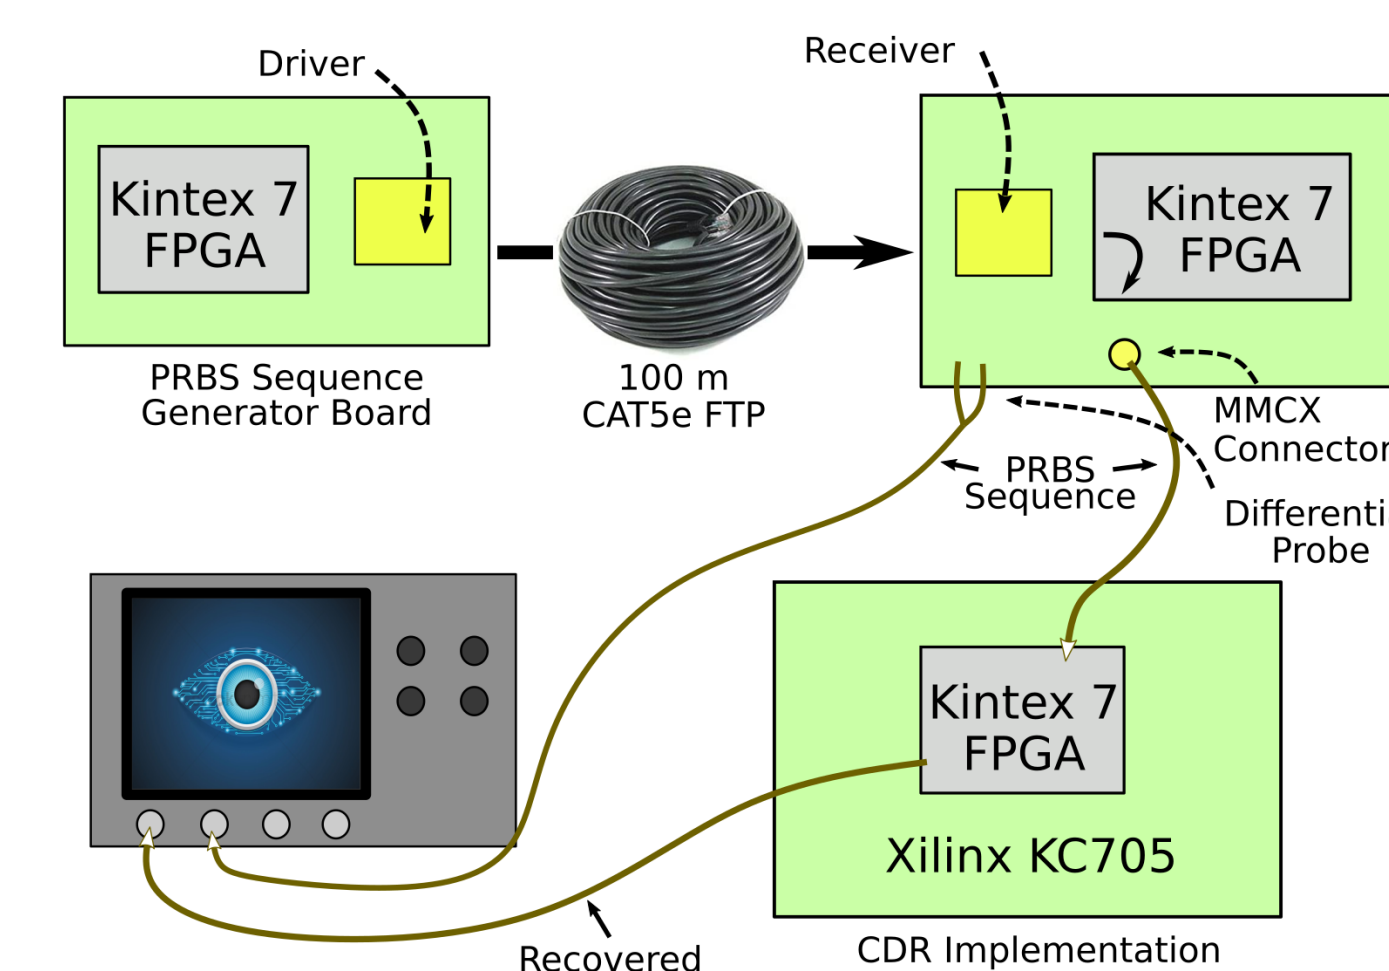 Driver
Receiver
Kintex 7
FPGA
Kintex 7
FPGA
PRBS Sequence
Generator Board
100 m
CAT5e FTP
MMCX
Connector
PRBS
Sequence
Probe
Kintex 7
FPGA
Xilinx KC705
Recovered
CDR Implementation